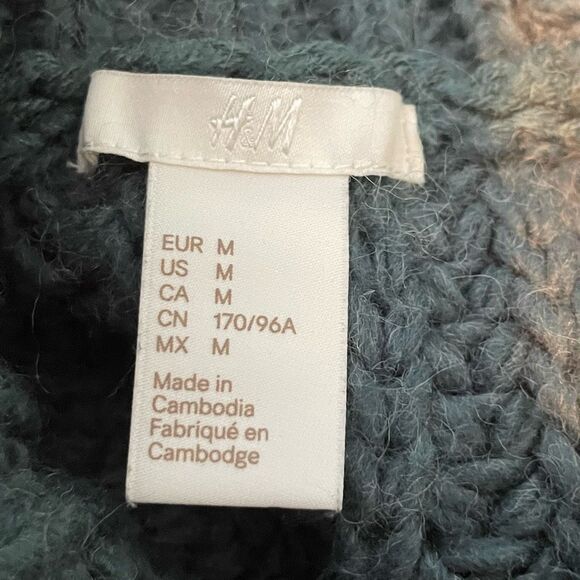 H&M
EUR M
US M
CA M
CN 170/96A
MX M
Made in
Cambodia
Fabriqué en
Cambodge